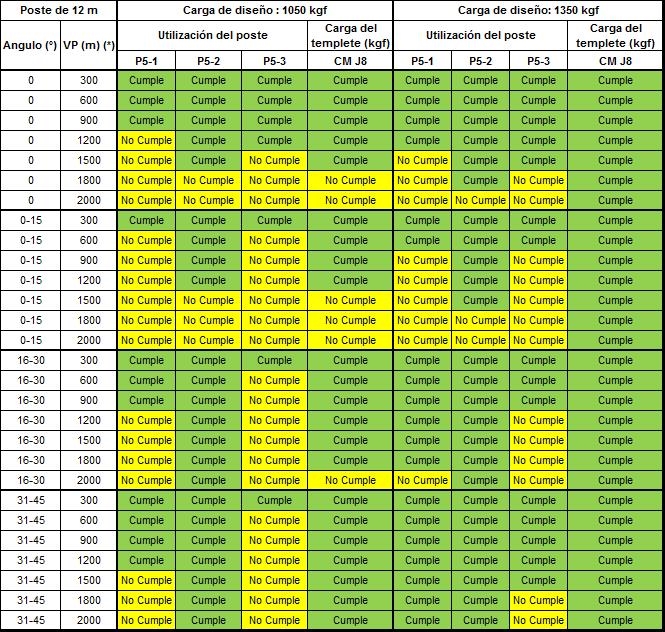 Poste de 12 m Carga de diseño : 1050 kgf Carga de diseño: 1350 kgf
Angulo (°) VP (m) (*) Utilización del poste Carga del templete (kgf) Utilización del poste Carga del templete (kgf)
P5-1 P5-2 P5-3 CM J8 P5-1 P5-2 P5-3 CM J8
0 300 Cumple Cumple Cumple Cumple Cumple Cumple Cumple Cumple
0 600 Cumple Cumple Cumple Cumple Cumple Cumple Cumple Cumple
0 900 Cumple Cumple Cumple Cumple Cumple Cumple Cumple Cumple
0 1200 No Cumple Cumple Cumple Cumple Cumple Cumple Cumple Cumple
0 1500 No Cumple Cumple No Cumple Cumple No Cumple Cumple Cumple Cumple
0 1800 No Cumple No Cumple No Cumple No Cumple No Cumple Cumple No Cumple Cumple
0 2000 No Cumple No Cumple No Cumple No Cumple No Cumple No Cumple No Cumple Cumple
0-15 300 Cumple Cumple Cumple Cumple Cumple Cumple Cumple Cumple
0-15 600 No Cumple Cumple No Cumple Cumple Cumple Cumple Cumple Cumple
0-15 900 No Cumple Cumple No Cumple Cumple No Cumple Cumple No Cumple Cumple
0-15 1200 No Cumple Cumple No Cumple Cumple No Cumple Cumple No Cumple Cumple
0-15 1500 No Cumple No Cumple No Cumple No Cumple No Cumple Cumple No Cumple Cumple
0-15 1800 No Cumple No Cumple No Cumple No Cumple No Cumple No Cumple No Cumple Cumple
0-15 2000 No Cumple No Cumple No Cumple No Cumple No Cumple No Cumple No Cumple Cumple
16-30 300 Cumple Cumple Cumple Cumple Cumple Cumple Cumple Cumple
16-30 600 Cumple Cumple No Cumple Cumple Cumple Cumple Cumple Cumple
16-30 900 Cumple Cumple No Cumple Cumple Cumple Cumple Cumple Cumple
16-30 1200 No Cumple Cumple No Cumple Cumple Cumple Cumple No Cumple Cumple
16-30 1500 No Cumple Cumple No Cumple Cumple Cumple Cumple No Cumple Cumple
16-30 1800 No Cumple Cumple No Cumple Cumple Cumple Cumple No Cumple Cumple
16-30 2000 No Cumple Cumple No Cumple No Cumple No Cumple Cumple No Cumple Cumple
31-45 300 Cumple Cumple Cumple Cumple Cumple Cumple Cumple Cumple
31-45 600 Cumple Cumple No Cumple Cumple Cumple Cumple Cumple Cumple
31-45 900 Cumple Cumple No Cumple Cumple Cumple Cumple Cumple Cumple
31-45 1200 Cumple Cumple No Cumple Cumple Cumple Cumple Cumple Cumple
31-45 1500 No Cumple Cumple No Cumple Cumple Cumple Cumple Cumple Cumple
31-45 1800 No Cumple Cumple No Cumple Cumple Cumple Cumple No Cumple Cumple
31-45 2000 No Cumple Cumple No Cumple Cumple Cumple Cumple No Cumple Cumple